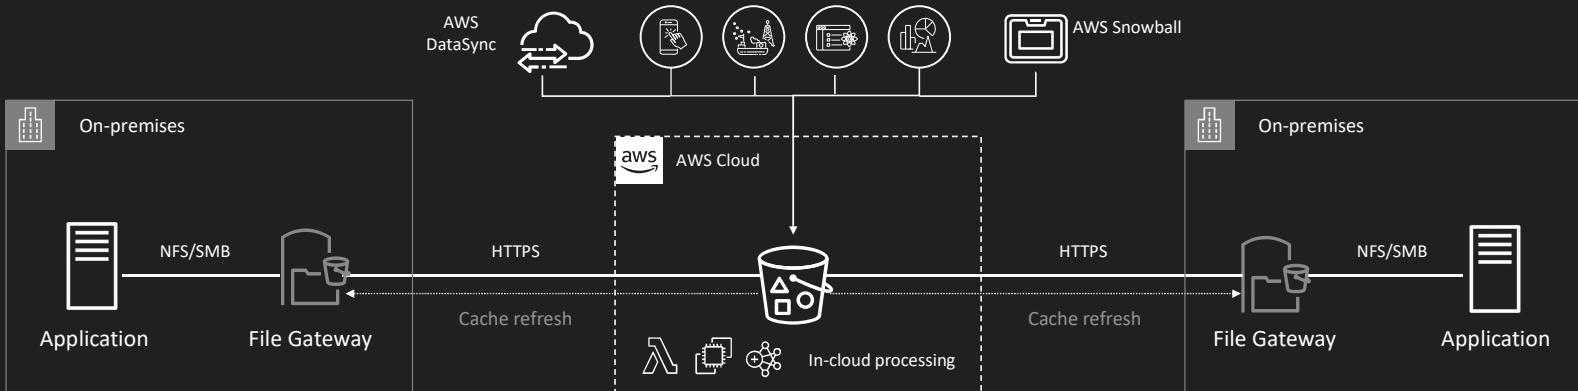 AWS
DataSync
AWS Snowball
On-premises
On-premises
aws
AWS Cloud
NFS/SMB
HTTPS
HTTPS
NFS/SMB
Cache refresh
Cache refresh
Application
File Gateway
In-cloud processing
File Gateway
Application